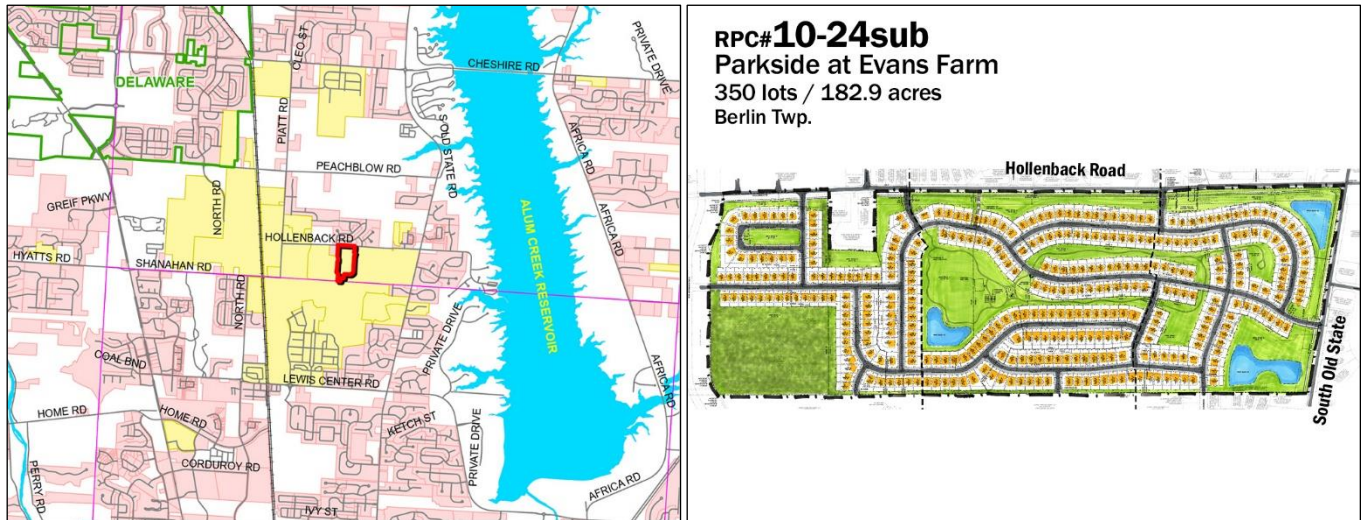 CLEO ST
PRIVATE DRIVE
CHESHIRE RD
DELAWARE
PIATT RD
S OLD STATE RD
AFRICA RD
PEACHBLOW RD
GREIF PKWY
NORTH RD
HOLLENBACK RD
AFRICA RD
HYATTS RD
SHANAHAN RD
ALUM CREEK RESERVOIR
NORTH RD
PRIVATE DRIVE
COAL BND
LEWIS CENTER RD
AFRICA RD
HOME RD
HOME RD
KETCH ST
PRIVATE DRIVE
CORDUROY RD
PERRY RD
AFRICA RD
IVY ST
RPC#10-24sub
Parkside at Evans Farm
350 lots / 182.9 acres
Berlin Twp.
Hollenback Road
South Old State